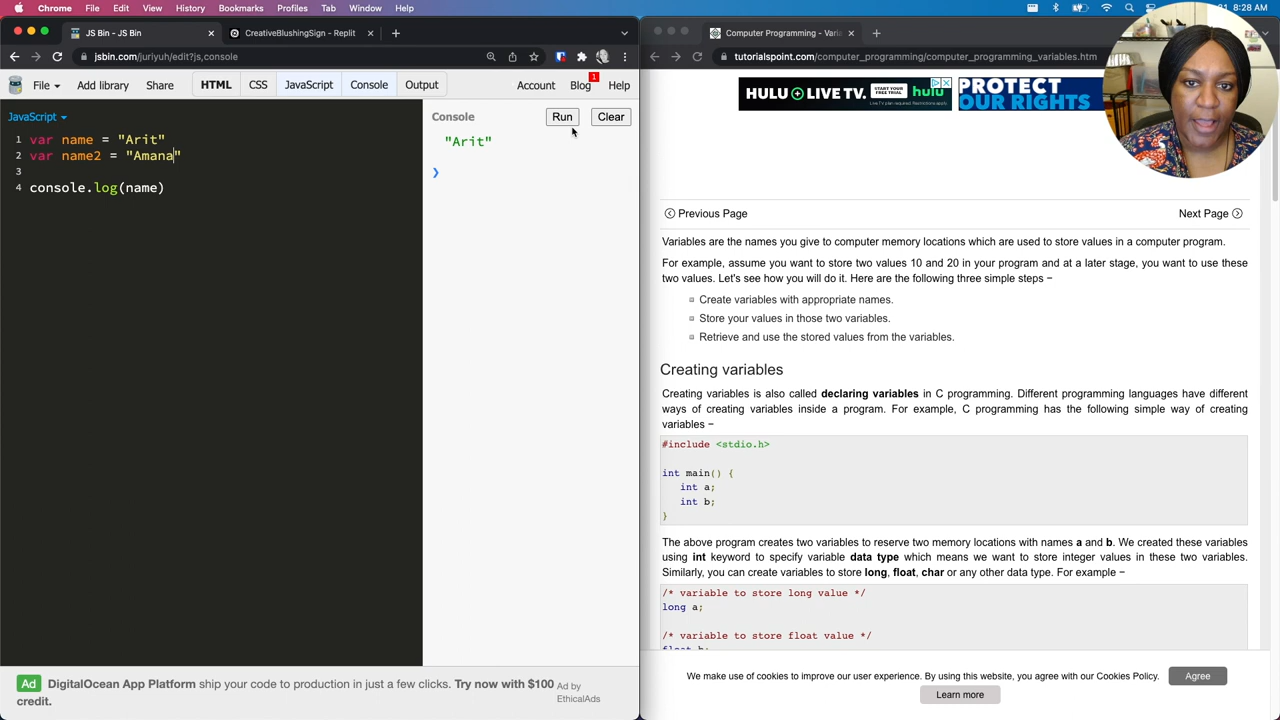 Chrome File Edit View History Bookmarks Profiles Tab Window Help
8:28 AM
JS Bin - JS Bin
CreativeBlushingSign - Replit
jsbin.com/juriyuh/edit?js,console
File Add library Share HTML CSS JavaScript Console Output Account Blog 1 Help
JavaScript
1 var name = "Arit"
2 var name2 = "Amana"
3
4 console.log(name)
Console Run Clear
"Arit"
Ad DigitalOcean App Platform ship your code to production in just a few clicks. Try now with $100
credit.
Ad by
EthicalAds
Computer Programming - Vari
tutorialspoint.com/computer_programming/computer_programming_variables.htm
HULU LIVE TV. START YOUR FREE TRIAL hulu
PROTECT
OUR RIGHTS
Previous Page Next Page
Variables are the names you give to computer memory locations which are used to store values in a computer program.
For example, assume you want to store two values 10 and 20 in your program and at a later stage, you want to use these
two values. Let's see how you will do it. Here are the following three simple steps −
Create variables with appropriate names.
Store your values in those two variables.
Retrieve and use the stored values from the variables.
Creating variables
Creating variables is also called declaring variables in C programming. Different programming languages have different
ways of creating variables inside a program. For example, C programming has the following simple way of creating
variables −
#include <stdio.h>
int main() {
int a;
int b;
}
The above program creates two variables to reserve two memory locations with names a and b. We created these variables
using int keyword to specify variable data type which means we want to store integer values in these two variables.
Similarly, you can create variables to store long, float, char or any other data type. For example −
/* variable to store long value */
long a;
/* variable to store float value */
float b;
We make use of cookies to improve our user experience. By using this website, you agree with our Cookies Policy. Agree
Learn more